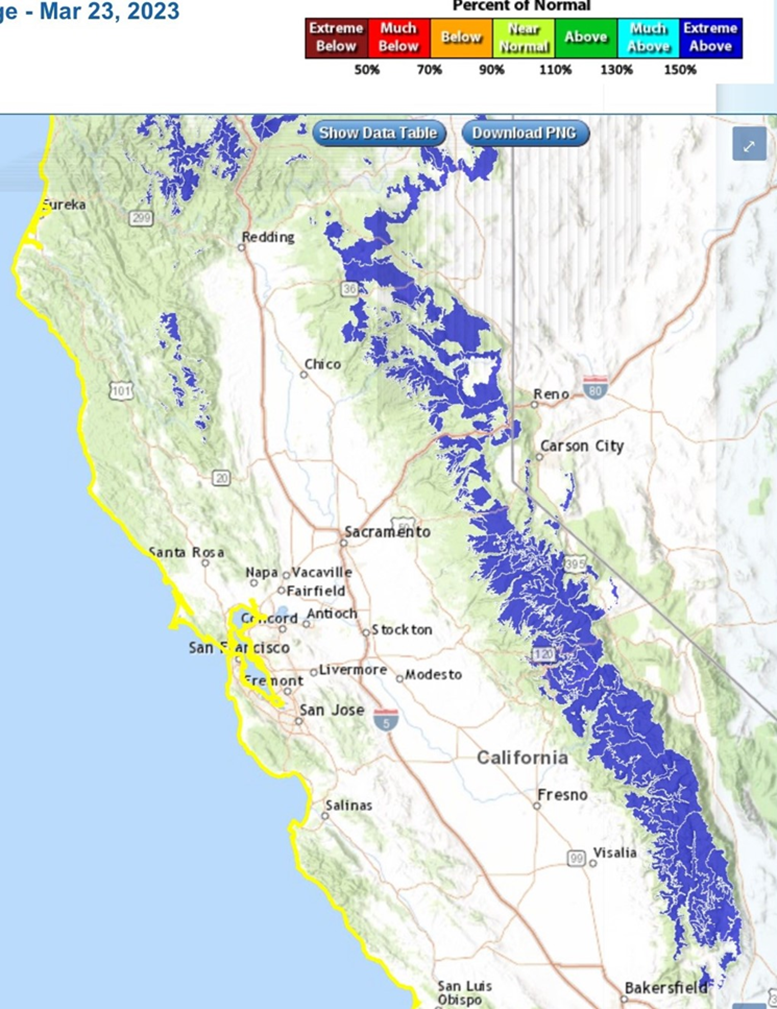 ge - Mar 23, 2023
Percent of Normal
Extreme Below
Much Below
Below
Near Normal
Above
Much Above
Extreme Above
50% 70% 90% 110% 130% 150%
Show Data Table
Download PNG
Eureka
299
Redding
36
Chico
101
Reno
80
Carson City
20
Sacramento
50
Santa Rosa
395
Napa
Vacaville
Fairfield
Concord
Antioch
Stockton
San Francisco
120
Livermore
Modesto
Fremont
San Jose
5
California
Fresno
Salinas
99
Visalia
San Luis
Obispo
Bakersfield